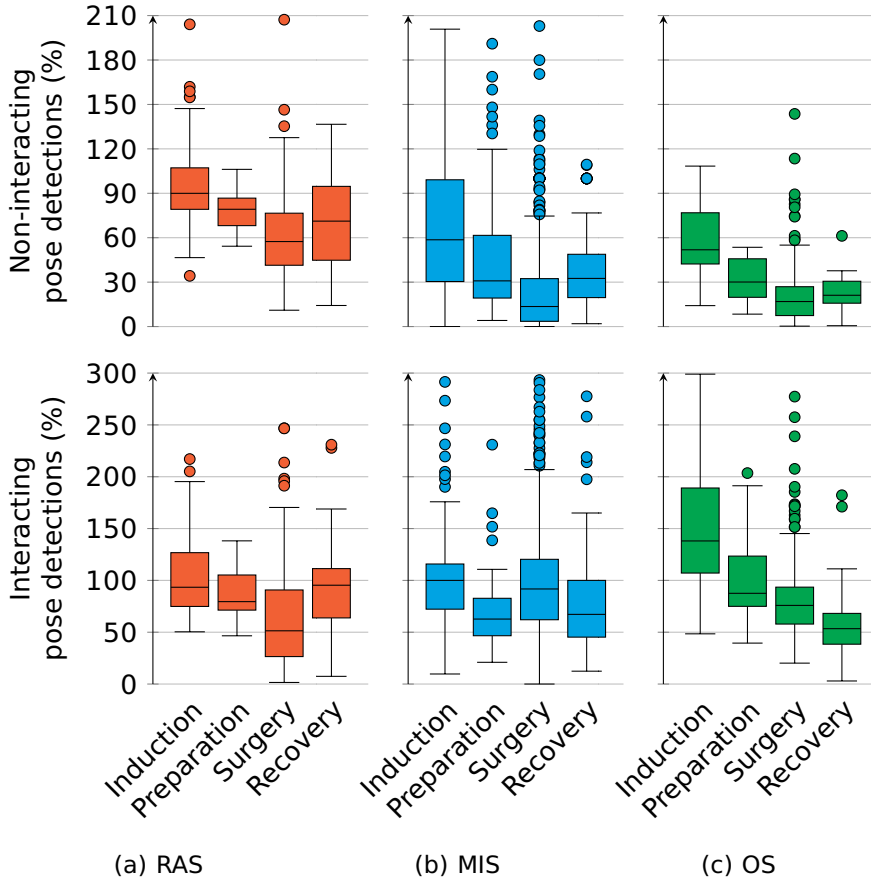 Non-interacting
pose detections (%)
210
180
150
120
90
60
30
0
Interacting
pose detections (%)
300
250
200
150
100
50
0
Induction
Preparation
Surgery
Recovery
Induction
Preparation
Surgery
Recovery
Induction
Preparation
Surgery
Recovery
(a) RAS
(b) MIS
(c) OS